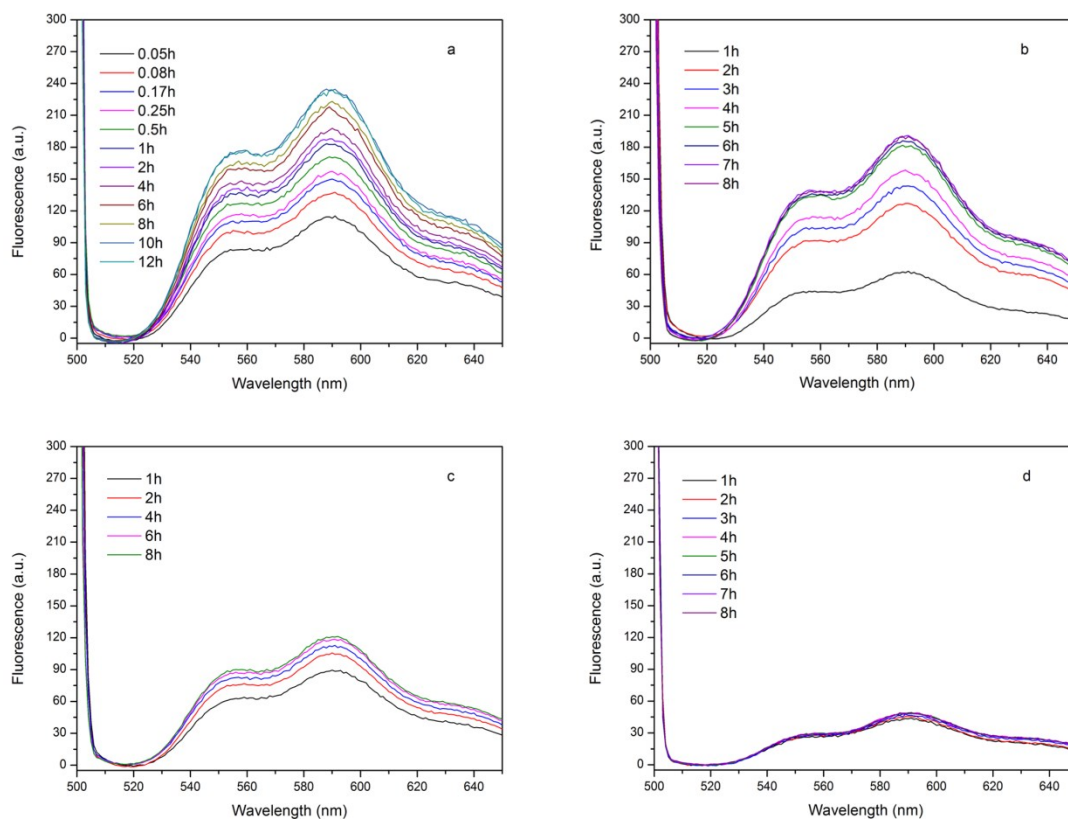 a
300
270
240
210
180
150
120
90
60
30
0
Fluorescence (a.u.)
0.05h
0.08h
0.17h
0.25h
0.5h
1h
2h
4h
6h
8h
10h
12h
500 520 540 560 580 600 620 640
Wavelength (nm)
b
300
270
240
210
180
150
120
90
60
30
0
Fluorescence (a.u.)
1h
2h
3h
4h
5h
6h
7h
8h
500 520 540 560 580 600 620 640
Wavelength (nm)
c
300
270
240
210
180
150
120
90
60
30
0
Fluorescence (a.u.)
1h
2h
4h
6h
8h
500 520 540 560 580 600 620 640
Wavelength (nm)
d
300
270
240
210
180
150
120
90
60
30
0
Fluorescence (a.u.)
1h
2h
3h
4h
5h
6h
7h
8h
500 520 540 560 580 600 620 640
Wavelength (nm)